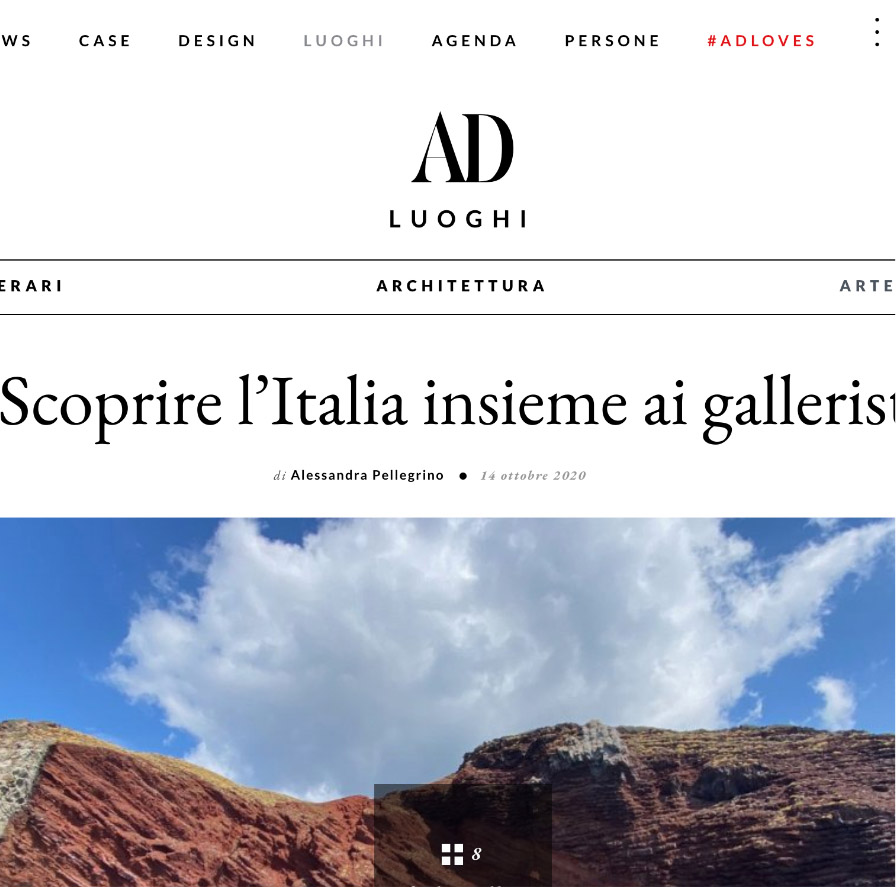 WS CASE DESIGN LUOGHI AGENDA PERSONE #ADLOVES
AD
LUOGHI
ERARI ARCHITETTURA ARTE
Scoprire l’Italia insieme ai gallerist
di Alessandra Pellegrino ● 14 ottobre 2020
8